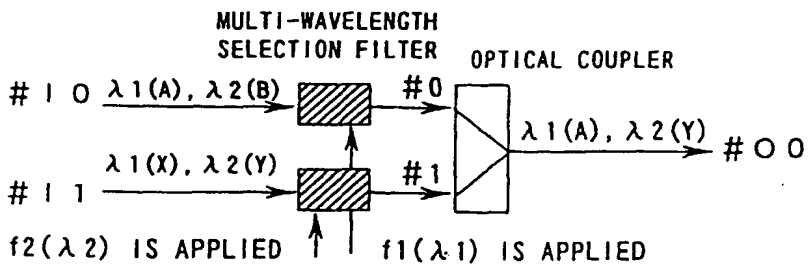 MULTI-WAVELENGTH
SELECTION FILTER
OPTICAL COUPLER
#10
λ1(A), λ2(B)
#0
λ1(A), λ2(Y)
#00
#11
λ1(X), λ2(Y)
#1
f2(λ2) IS APPLIED
f1(λ1) IS APPLIED